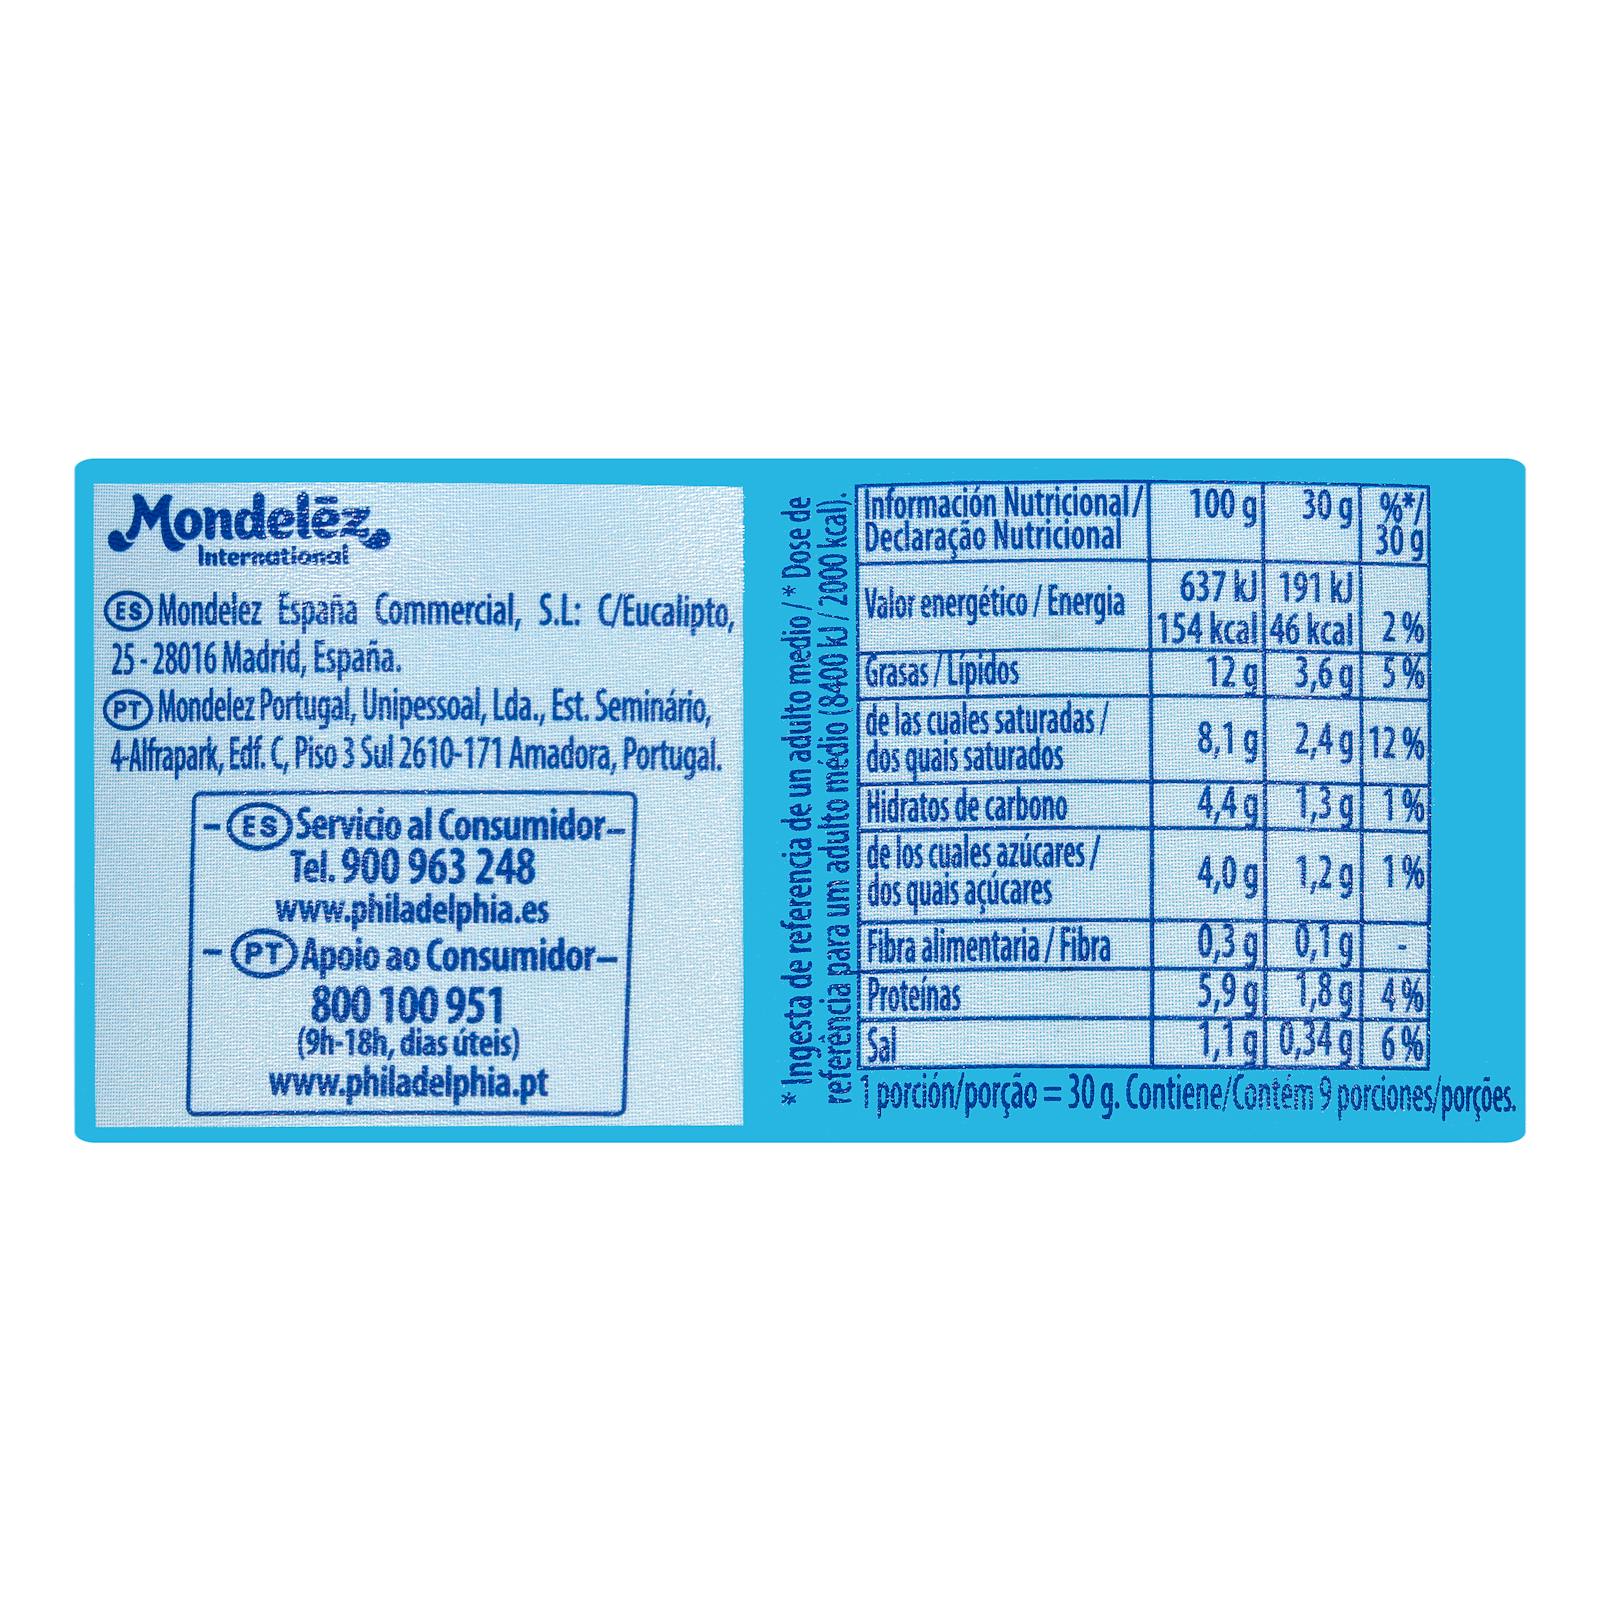 Mondelēz
International
ES Mondelez España Commercial, S.L: C/Eucalipto,
25 - 28016 Madrid, España.
PT Mondelez Portugal, Unipessoal, Lda., Est. Seminário,
4-Alfrapark, Edf. C, Piso 3 Sul 2610-171 Amadora, Portugal.
– ES Servicio al Consumidor –
Tel. 900 963 248
www.philadelphia.es
– PT Apoio ao Consumidor –
800 100 951
(9h-18h, dias úteis)
www.philadelphia.pt
* Ingesta de referencia de un adulto medio / * Dose de
referência para um adulto médio (8400 kJ / 2000 kcal).
Información Nutricional / 100 g 30 g %*/
Declaração Nutricional 30 g
Valor energético / Energia 637 kJ 191 kJ
154 kcal 46 kcal 2 %
Grasas / Lípidos 12 g 3,6 g 5 %
de las cuales saturadas /
dos quais saturados 8,1 g 2,4 g 12 %
Hidratos de carbono 4,4 g 1,3 g 1 %
de los cuales azúcares /
dos quais açúcares 4,0 g 1,2 g 1 %
Fibra alimentaria / Fibra 0,3 g 0,1 g -
Proteínas 5,9 g 1,8 g 4 %
Sal 1,1 g 0,34 g 6 %
1 porción/porção = 30 g. Contiene/Contém 9 porciones/porções.